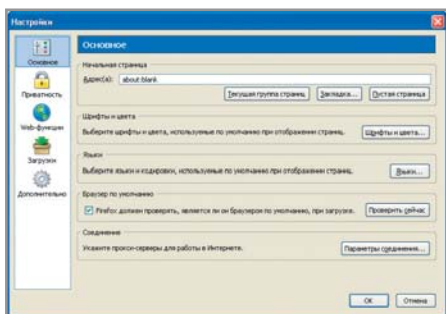 Настройки
Основное
Приватность
Web-функции
Загрузки
Дополнительно
Основное
Начальная страница
Адрес(а): about:blank
Текущая группа страниц
Закладка...
Пустая страница
Шрифты и цвета
Выберите шрифты и цвета, используемые по умолчанию при отображении страниц.
Шрифты и цвета...
Языки
Выберите языки и кодировки, используемые по умолчанию при отображении страниц.
Языки...
Браузер по умолчанию
Firefox должен проверять, является ли он браузером по умолчанию, при загрузке.
Проверить сейчас
Соединение
Укажите прокси-серверы для работы в Интернете.
Параметры соединения...
OK
Отмена